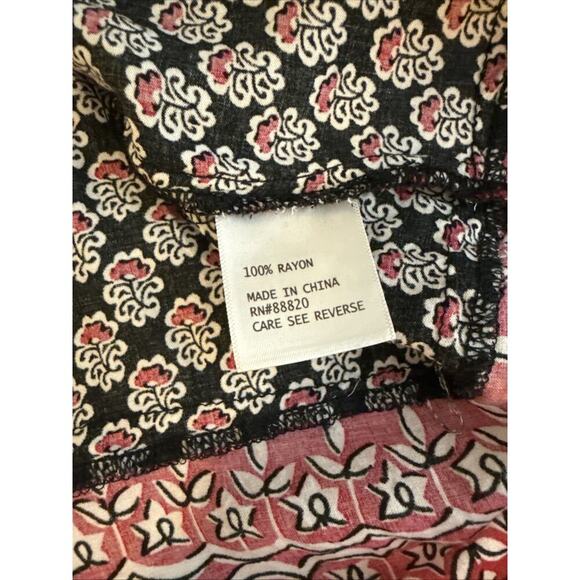 100% RAYON
MADE IN CHINA
RN#88820
CARE SEE REVERSE